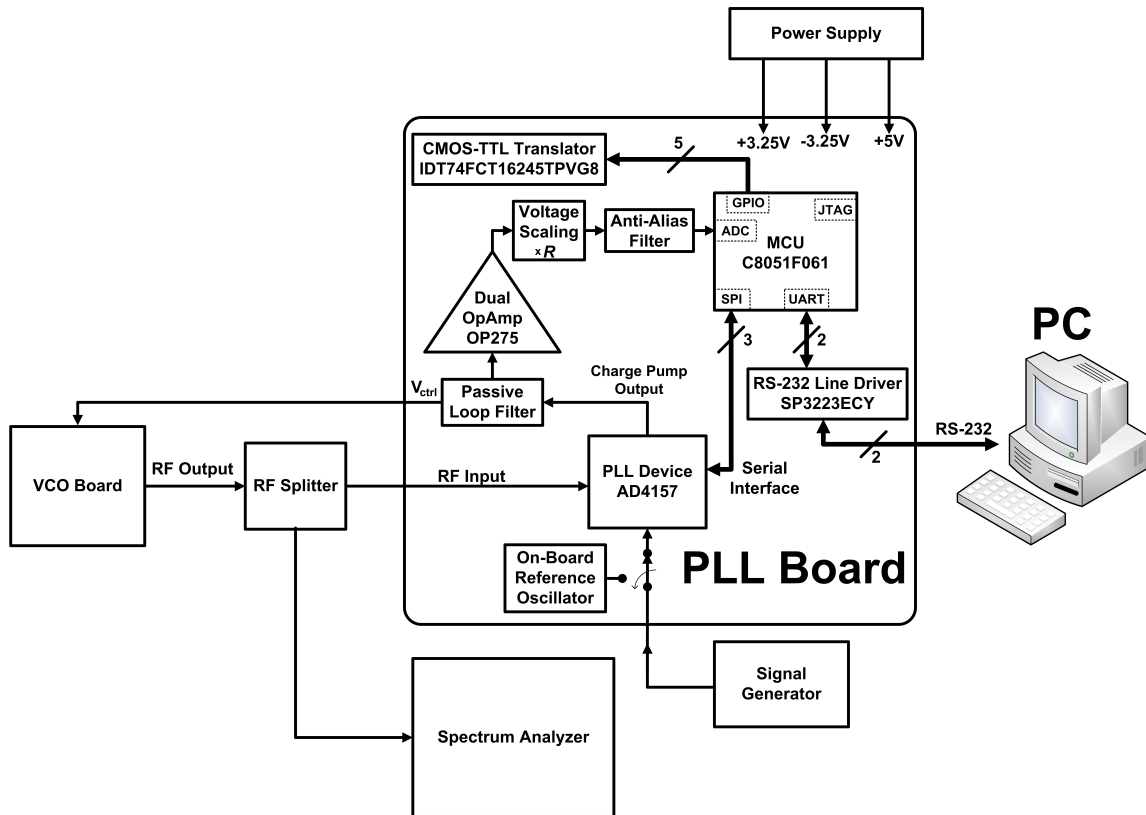 Power Supply
+3.25V
-3.25V
+5V
CMOS-TTL Translator
IDT74FCT16245TPVG8
5
GPIO
JTAG
ADC
MCU
C8051F061
SPI
UART
Voltage
Scaling
x R
Anti-Alias
Filter
Dual
OpAmp
OP275
3
2
PC
RS-232 Line Driver
SP3223ECY
Charge Pump
Output
Vctrl
Passive
Loop Filter
RS-232
2
VCO Board
RF Output
RF Splitter
RF Input
PLL Device
AD4157
Serial
Interface
On-Board
Reference
Oscillator
PLL Board
Signal
Generator
Spectrum Analyzer